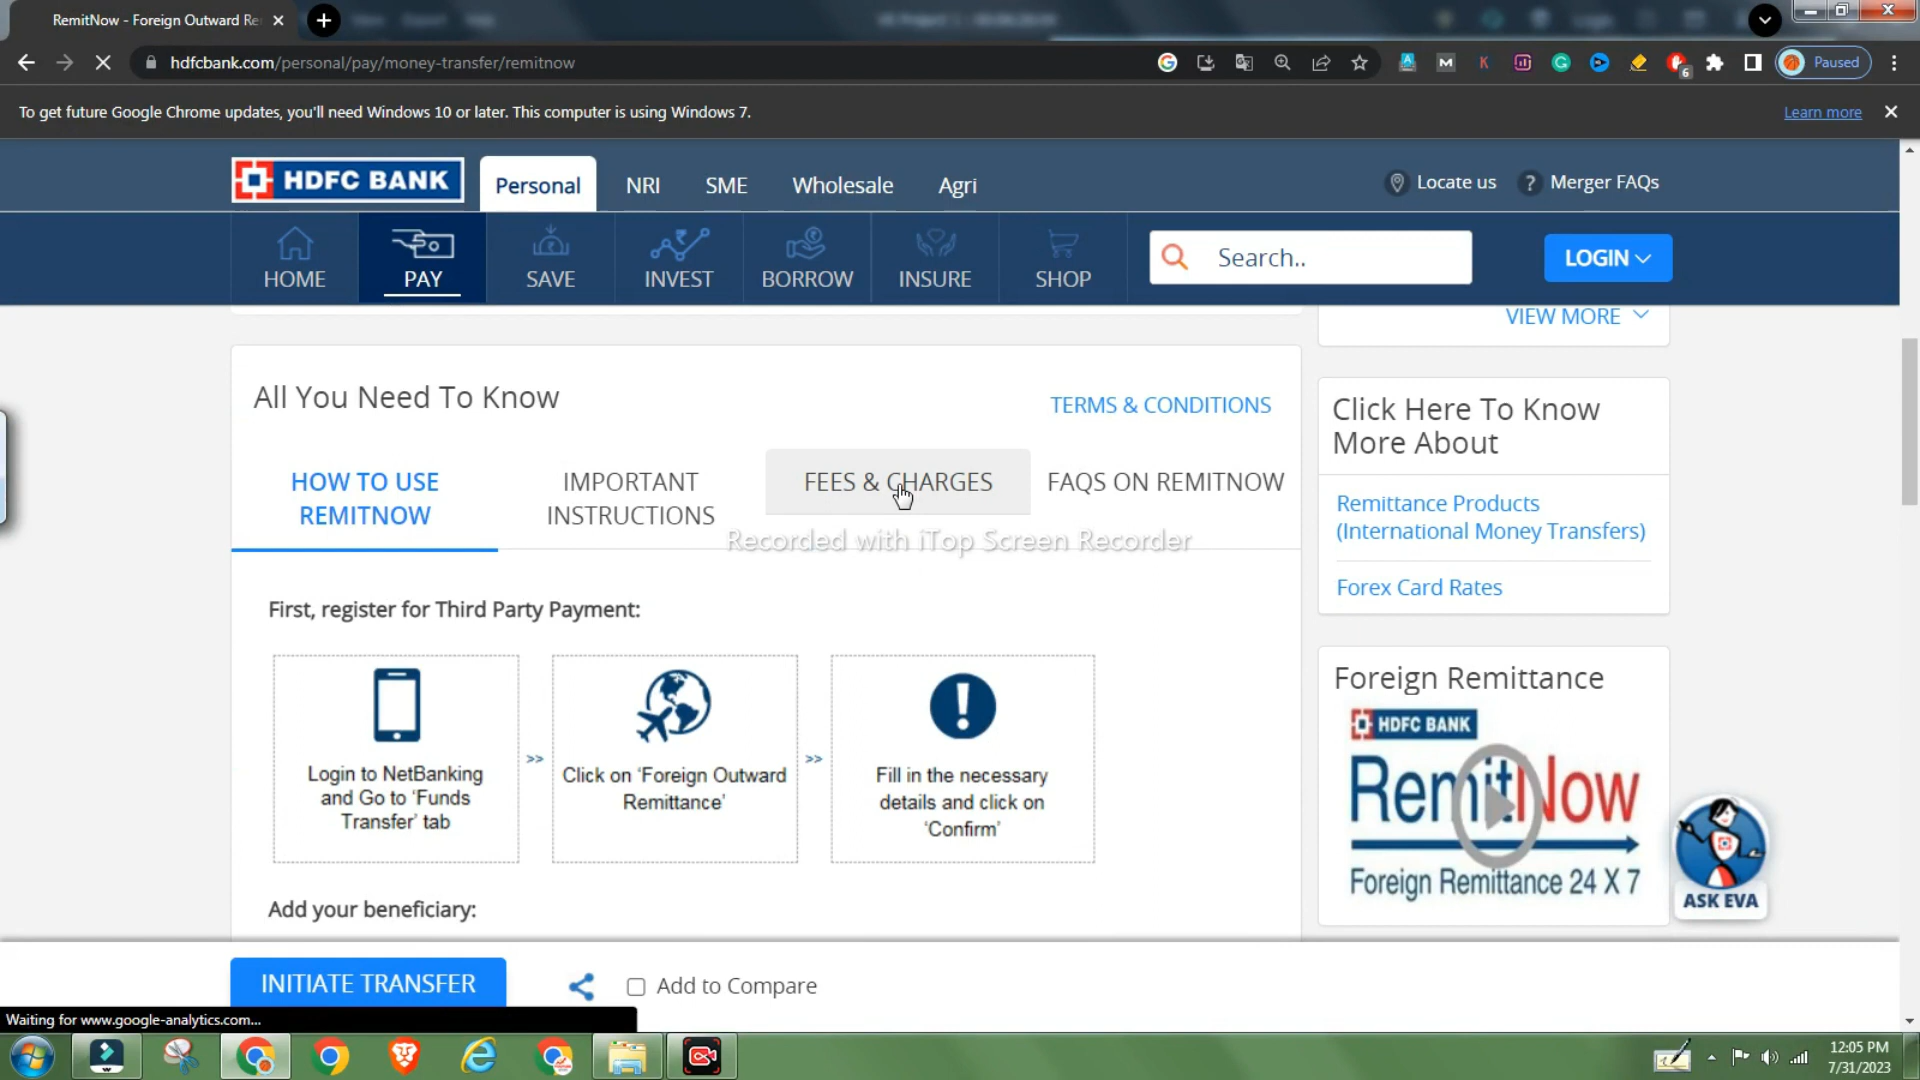 RemitNow - Foreign Outward Re
hdfcbank.com/personal/pay/money-transfer/remitnow
6
Paused
To get future Google Chrome updates, you'll need Windows 10 or later. This computer is using Windows 7.
Learn more
HDFC BANK
Personal
NRI
SME
Wholesale
Agri
Locate us
? Merger FAQs
HOME
PAY
SAVE
INVEST
BORROW
INSURE
SHOP
Search..
LOGIN
VIEW MORE
All You Need To Know
TERMS & CONDITIONS
HOW TO USE
REMITNOW
IMPORTANT
INSTRUCTIONS
FEES & CHARGES
FAQS ON REMITNOW
Recorded with iTop Screen Recorder
First, register for Third Party Payment:
Login to NetBanking
and Go to 'Funds
Transfer' tab
>>
Click on 'Foreign Outward
Remittance'
>>
Fill in the necessary
details and click on
'Confirm'
Add your beneficiary:
Click Here To Know
More About
Remittance Products
(International Money Transfers)
Forex Card Rates
Foreign Remittance
HDFC BANK
RemitNow
Foreign Remittance 24 X 7
ASK EVA
INITIATE TRANSFER
Add to Compare
Waiting for www.google-analytics.com...
12:05 PM
7/31/2023